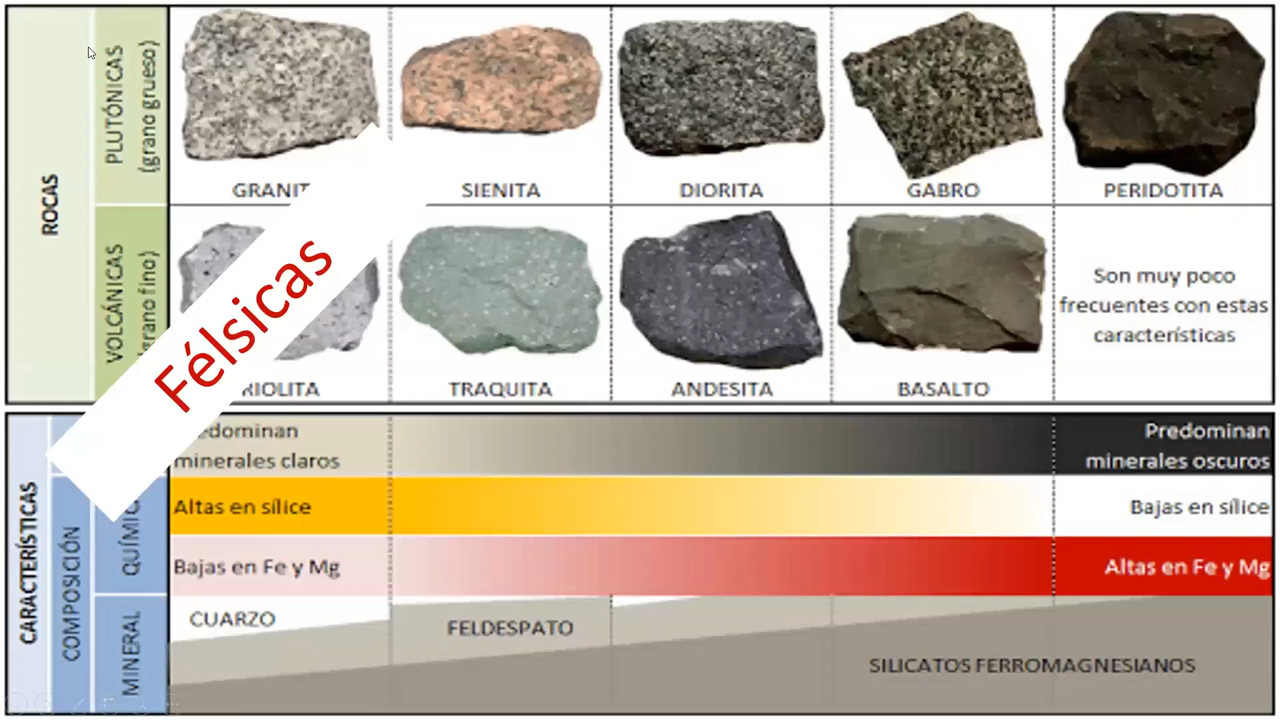 ROCAS
PLUTÓNICAS
(grano grueso)
GRANIT
SIENITA
DIORITA
GABRO
PERIDOTITA
VOLCÁNICAS
(grano fino)
Félsicas
RIOLITA
TRAQUITA
ANDESITA
BASALTO
Son muy poco
frecuentes con estas
características
CARACTERÍSTICAS
COMPOSICIÓN
edominan
minerales claros
Predominan
minerales oscuros
QUÍMIC
Altas en sílice
Bajas en sílice
Bajas en Fe y Mg
Altas en Fe y Mg
MINERAL
CUARZO
FELDESPATO
SILICATOS FERROMAGNESIANOS